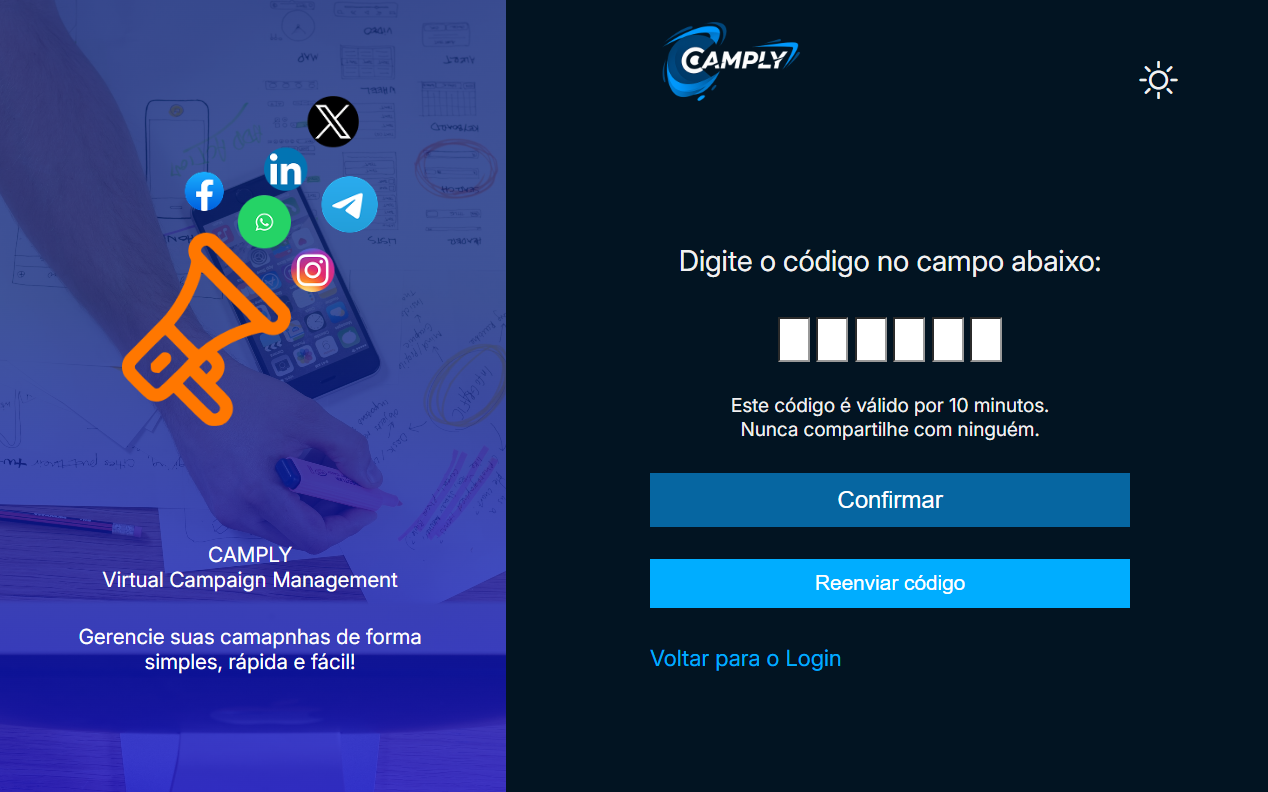 CAMPLY
Virtual Campaign Management
Gerencie suas camapnhas de forma
simples, rápida e fácil!
CAMPLY
Digite o código no campo abaixo:
Este código é válido por 10 minutos.
Nunca compartilhe com ninguém.
Confirmar
Reenviar código
Voltar para o Login